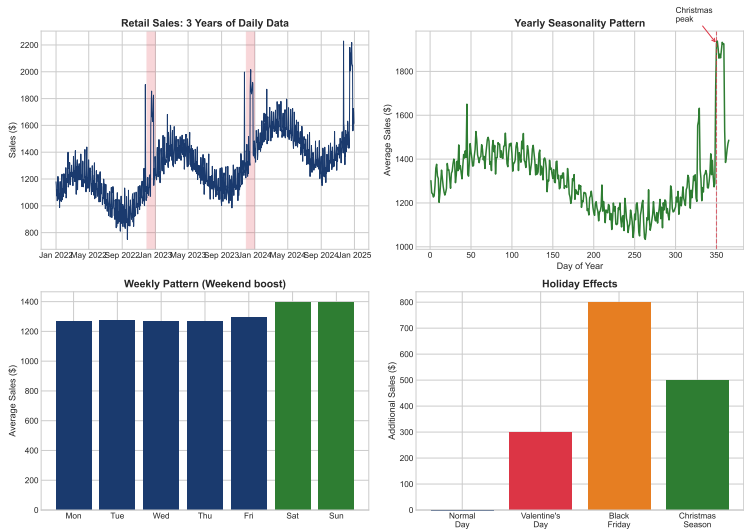 Christmas
peak
Retail Sales: 3 Years of Daily Data
Sales ($)
2200
2000
1800
1600
1400
1200
1000
800
Jan 2022 May 2022 Sep 2022 Jan 2023 May 2023 Sep 2023 Jan 2024 May 2024 Sep 2024 Jan 2025
Yearly Seasonality Pattern
Average Sales ($)
1800
1600
1400
1200
1000
0 50 100 150 200 250 300 350
Day of Year
Weekly Pattern (Weekend boost)
Average Sales ($)
1400
1200
1000
800
600
400
200
0
Mon Tue Wed Thu Fri Sat Sun
Holiday Effects
Additional Sales ($)
800
700
600
500
400
300
200
100
0
Normal Valentine's Black Christmas
Day Day Friday Season